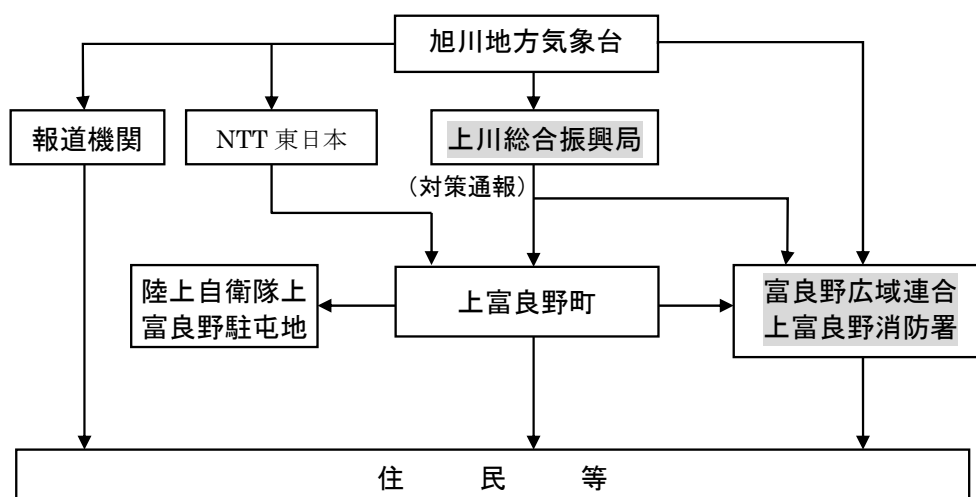 旭川地方気象台
報道機関
NTT 東日本
上川総合振興局
（対策通報）
陸上自衛隊上
富良野駐屯地
上富良野町
富良野広域連合
上富良野消防署
住　民　等